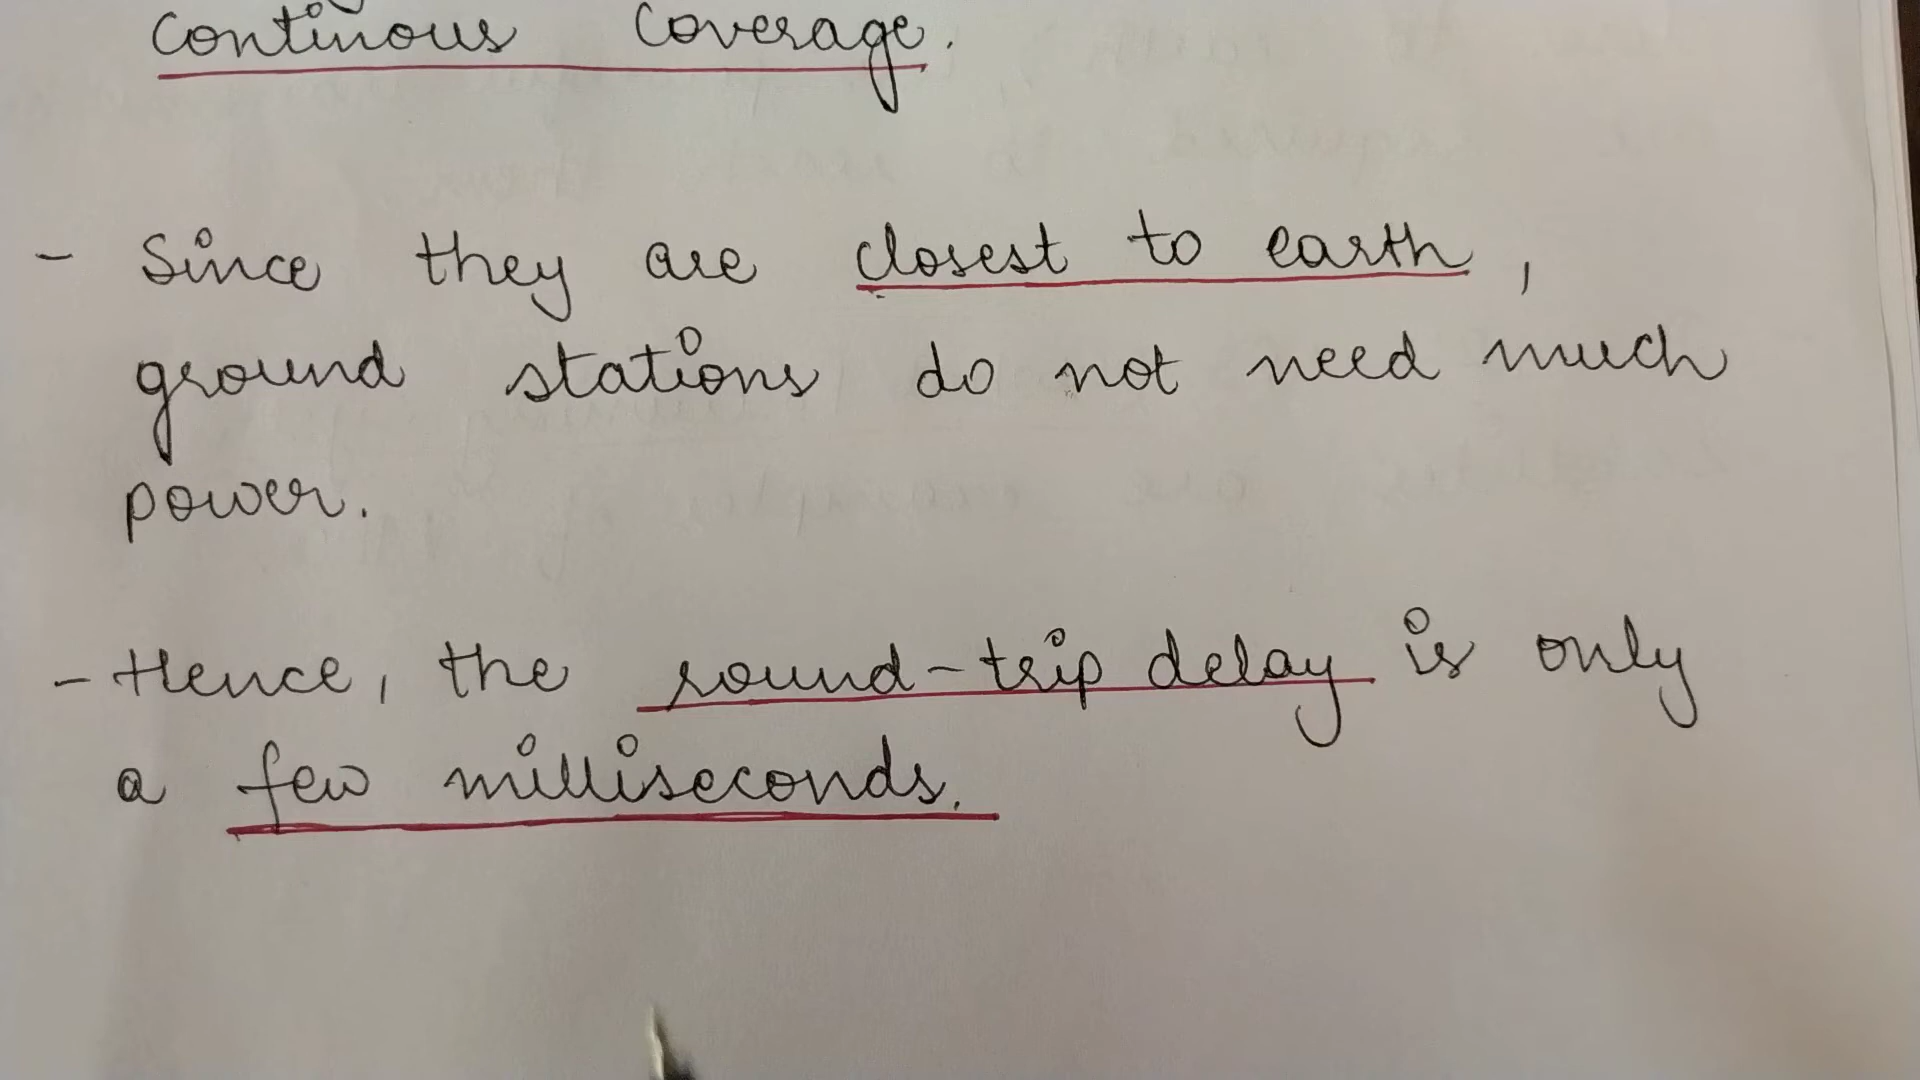 continous coverage.
- Since they are closest to earth,
ground stations do not need much
power.
- Hence, the round-trip delay is only
a few milliseconds.